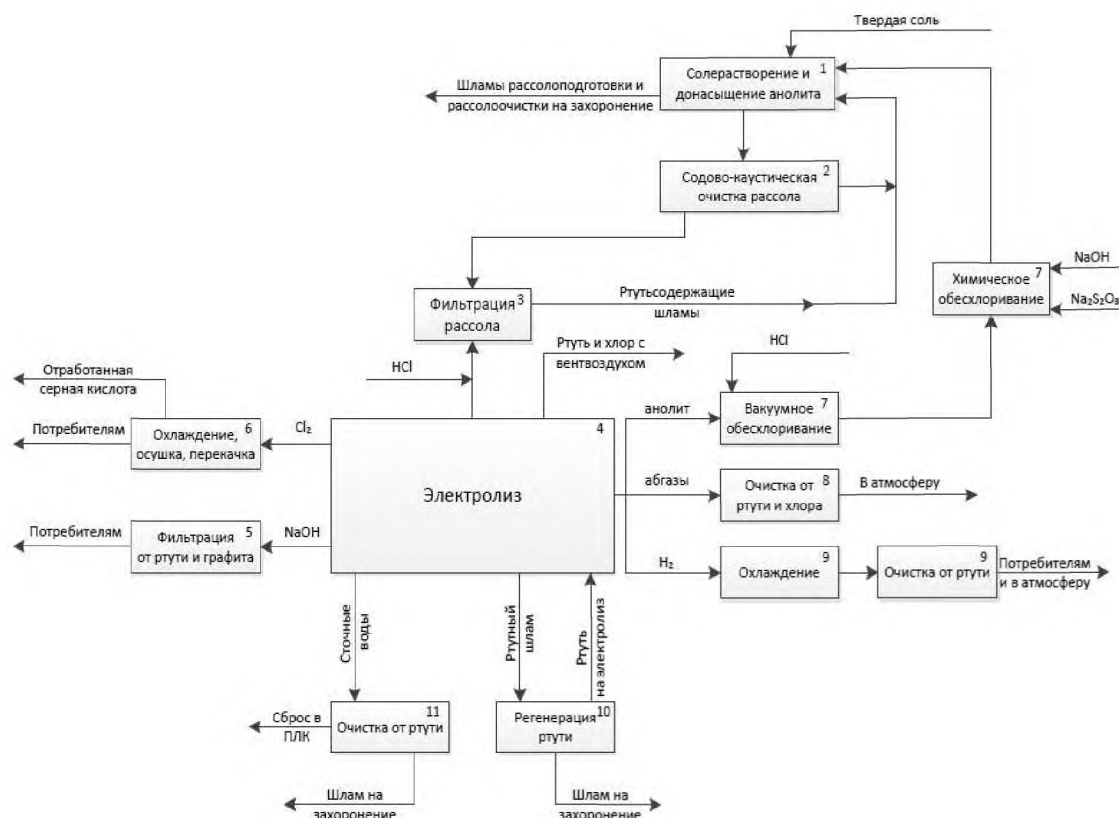 Твердая соль
Солерастворение и 1
донасыщение анолита
Шламы рассолоподготовки и
рассолоочистки на захоронение
Содово-каустическая 2
очистка рассола
NaOH
Химическое 7
обесхлоривание
Na₂S₂O₃
Фильтрация 3
рассола
Ртутьсодержащие
шламы
Ртуть и хлор с
вентвоздухом
HCl
HCl
Отработанная
серная кислота
Потребителям
Охлаждение, 6
осушка, перекачка
Cl₂
Электролиз 4
анолит
Вакуумное 7
обесхлоривание
абгазы
Очистка от 8
ртути и хлора
В атмосферу
Потребителям
Фильтрация 5
от ртути и графита
NaOH
H₂
Охлаждение 9
Очистка от ртути 9
Потребителям
и в атмосферу
Сточные
воды
Ртутный
шлам
Ртуть
на электролиз
Сброс в
ПЛК
Очистка от ртути 11
Регенерация 10
ртути
Шлам на
захоронение
Шлам на
захоронение